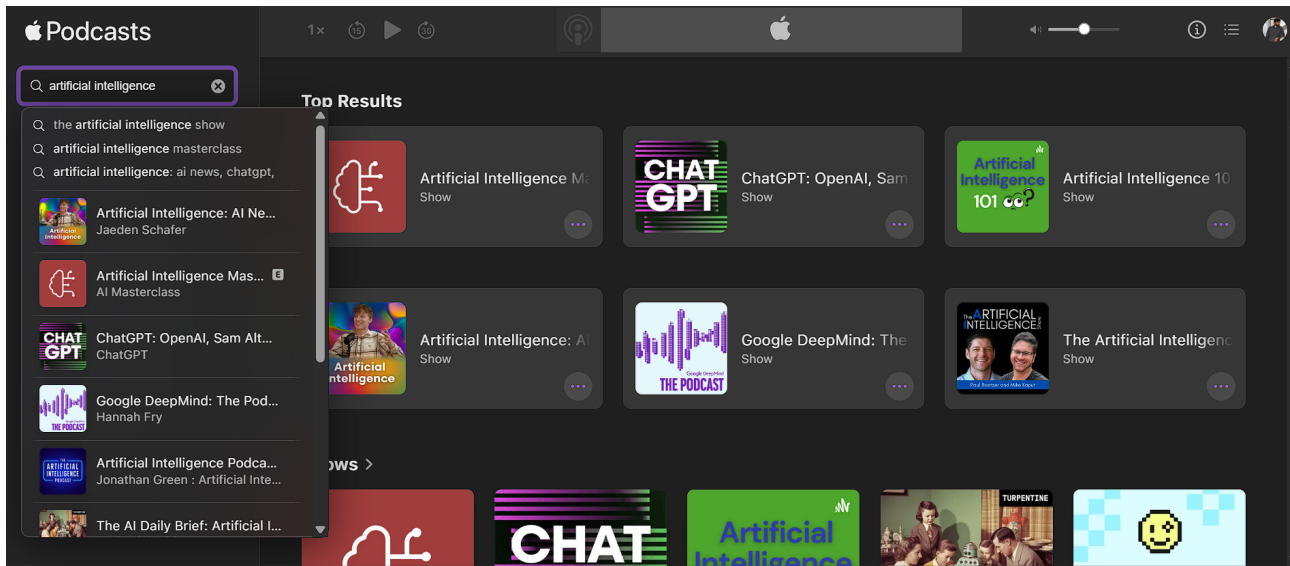 Podcasts
1×
15
30
artificial intelligence
the artificial intelligence show
artificial intelligence masterclass
artificial intelligence: ai news, chatgpt,
Artificial Intelligence: AI Ne...
Jaeden Schafer
Artificial Intelligence
Artificial Intelligence Mas... E
AI Masterclass
CHAT GPT
ChatGPT: OpenAI, Sam Alt...
ChatGPT
THE PODCAST
Google DeepMind: The Pod...
Hannah Fry
THE ARTIFICIAL INTELLIGENCE PODCAST
Artificial Intelligence Podca...
Jonathan Green : Artificial Inte...
The AI Daily Brief: Artificial I...
Top Results
Artificial Intelligence Ma
Show
CHAT
GPT
ChatGPT: OpenAI, Sam
Show
Artificial
Intelligence
101
?
Artificial Intelligence 10
Show
Artificial
ntelligence
Artificial Intelligence: AI
Show
Google DeepMind
THE PODCAST
Google DeepMind: The
Show
The ARTIFICIAL
INTELLIGENCE
Show
Paul Roetzer and Mike Kaput
The Artificial Intelligenc
Show
ows >
CHAT
Artificial
Intelligence
TURPENTINE